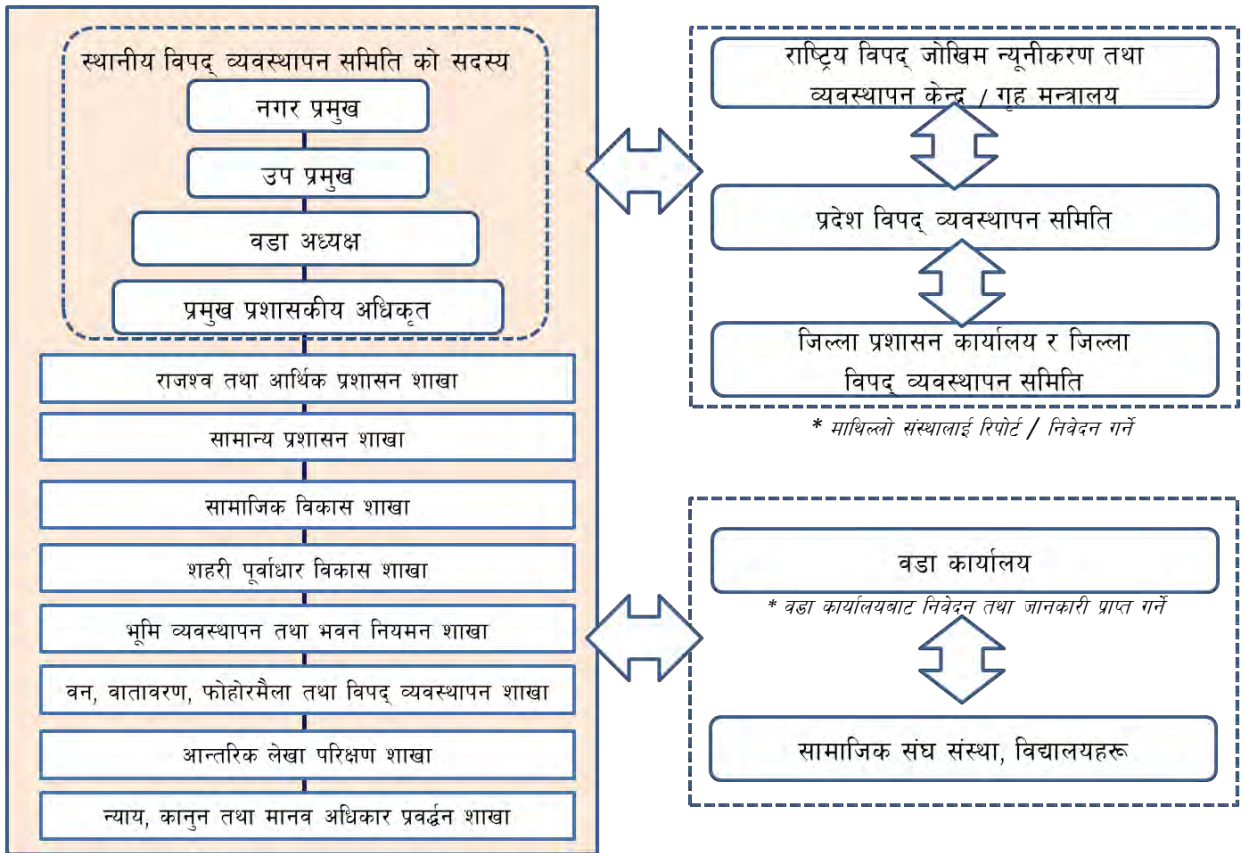 स्थानीय विपद् व्यवस्थापन समिति को सदस्य
नगर प्रमुख
उप प्रमुख
वडा अध्यक्ष
प्रमुख प्रशासकीय अधिकृत
राजश्व तथा आर्थिक प्रशासन शाखा
सामान्य प्रशासन शाखा
सामाजिक विकास शाखा
शहरी पूर्वाधार विकास शाखा
भूमि व्यवस्थापन तथा भवन नियमन शाखा
वन, वातावरण, फोहोरमैला तथा विपद् व्यवस्थापन शाखा
आन्तरिक लेखा परिक्षण शाखा
न्याय, कानुन तथा मानव अधिकार प्रवर्द्धन शाखा
राष्ट्रिय विपद् जोखिम न्यूनीकरण तथा
व्यवस्थापन केन्द्र / गृह मन्त्रालय
प्रदेश विपद् व्यवस्थापन समिति
जिल्ला प्रशासन कार्यालय र जिल्ला
विपद् व्यवस्थापन समिति
* माथिल्लो संस्थालाई रिपोर्ट / निवेदन गर्ने
वडा कार्यालय
* वडा कार्यालयबाट निवेदन तथा जानकारी प्राप्त गर्ने
सामाजिक संघ संस्था, विद्यालयहरू